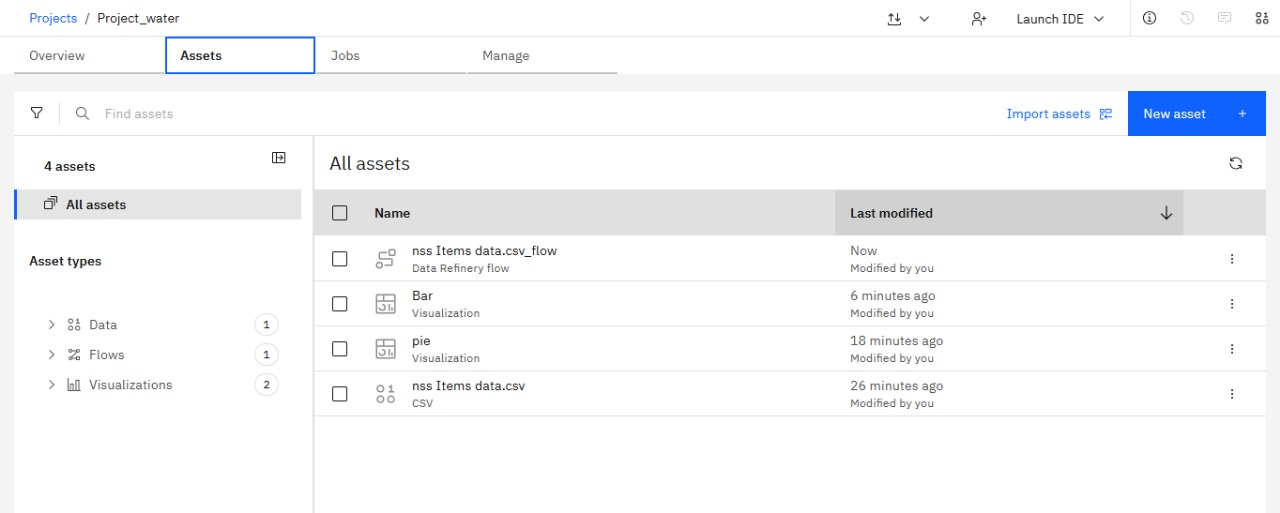 Projects / Project_water
Launch IDE
Overview
Assets
Jobs
Manage
Find assets
Import assets
New asset +
4 assets
All assets
Asset types
Data 1
Flows 1
Visualizations 2
All assets
Name Last modified
nss Items data.csv_flow Now
Data Refinery flow Modified by you
Bar 6 minutes ago
Visualization Modified by you
pie 18 minutes ago
Visualization Modified by you
nss Items data.csv 26 minutes ago
CSV Modified by you